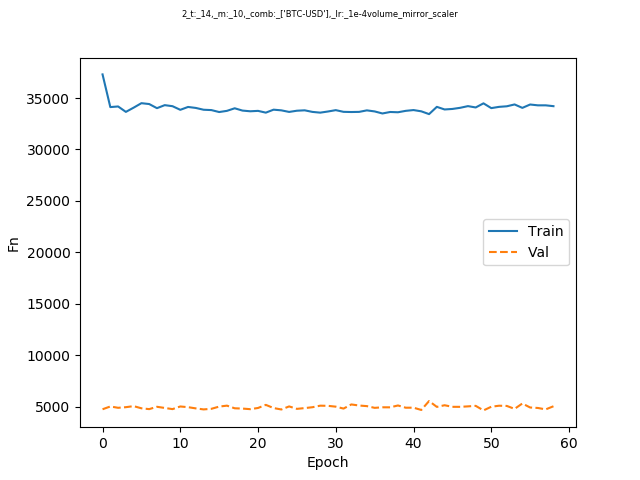 2_t:_14,_m:_10,_comb:_['BTC-USD'],_lr:_1e-4volume_mirror_scaler
35000
30000
25000
20000
15000
10000
5000
Fn
Train
Val
0 10 20 30 40 50 60
Epoch